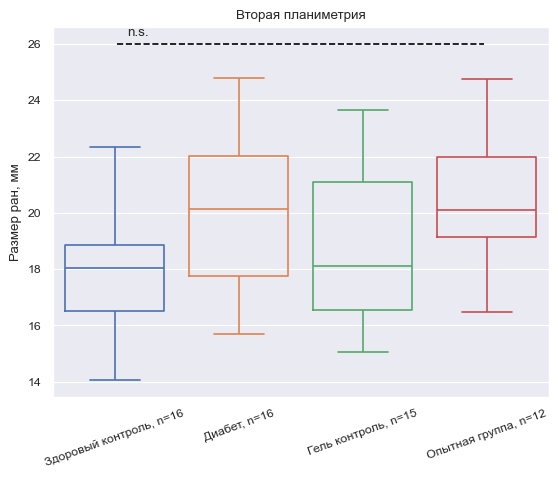 Вторая планиметрия
n.s.
Размер ран, мм
26
24
22
20
18
16
14
Здоровый контроль, n=16
Диабет, n=16
Гель контроль, n=15
Опытная группа, n=12